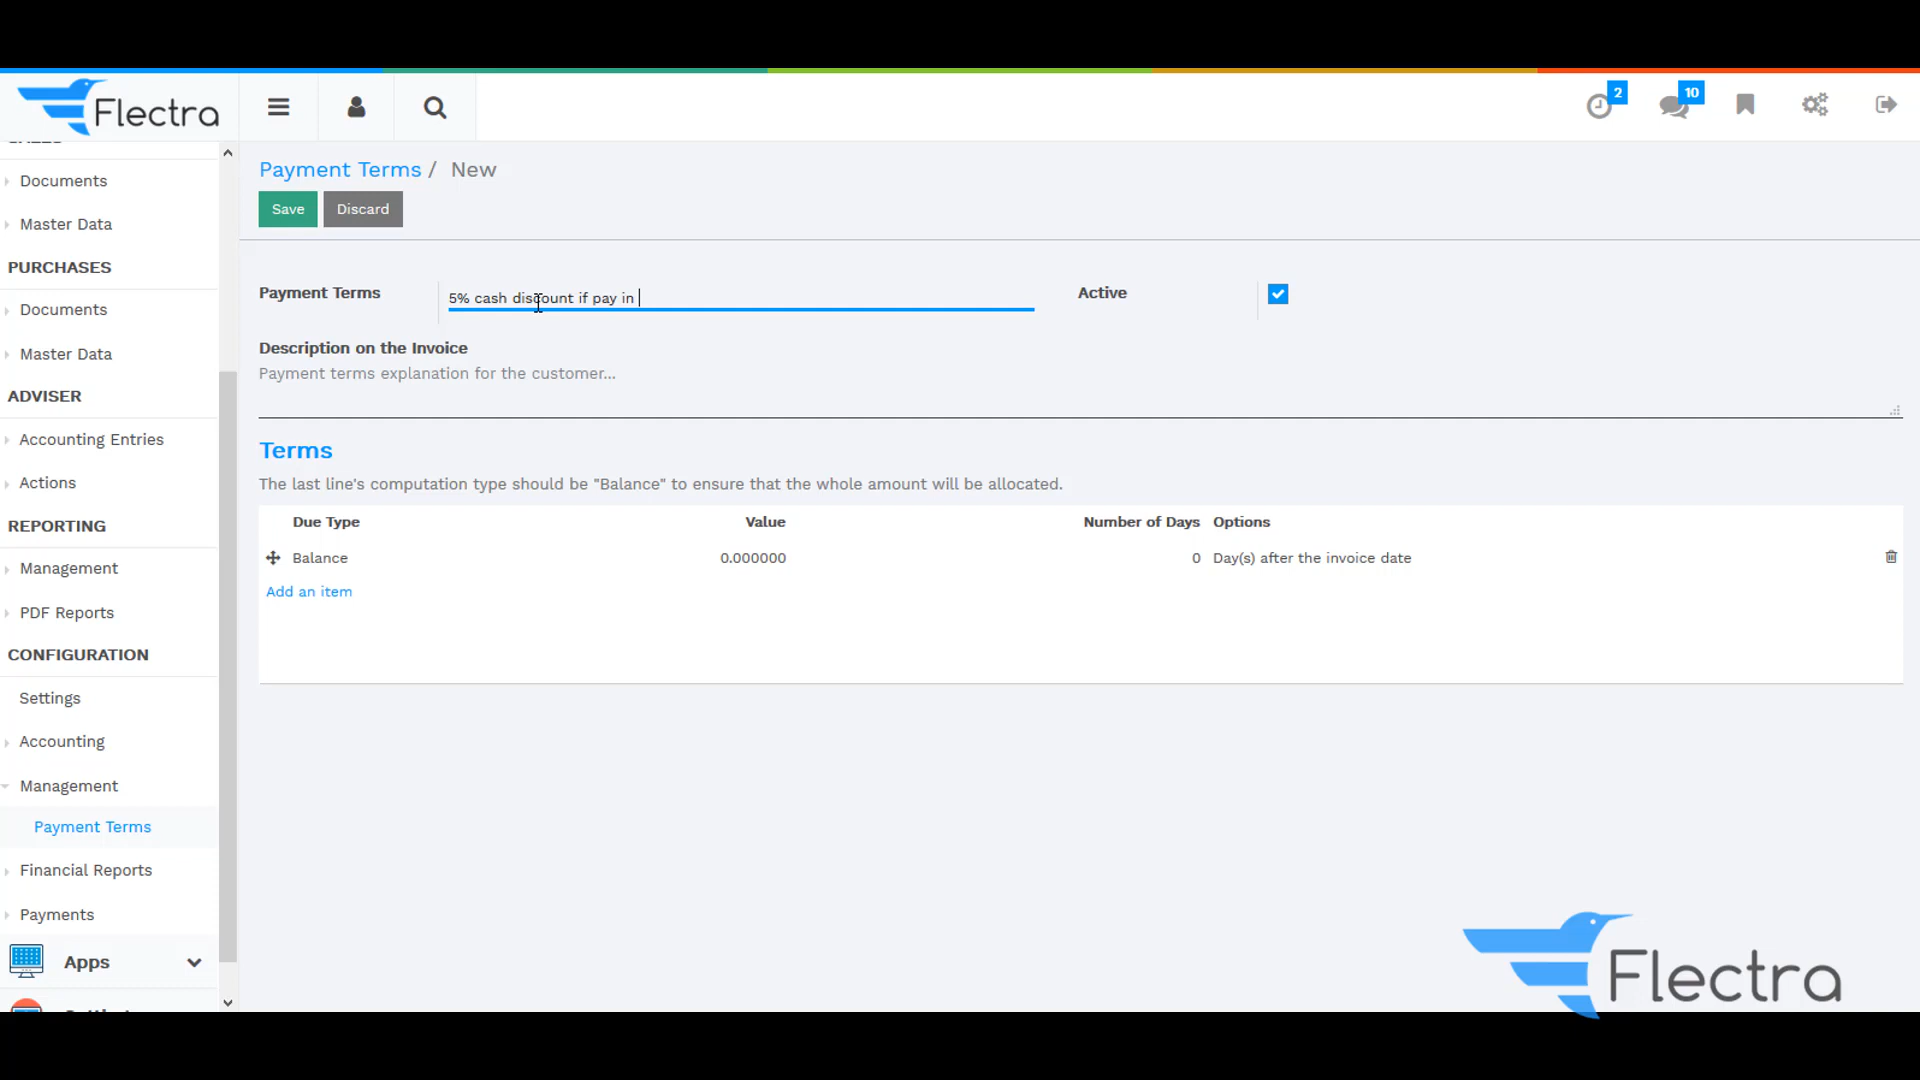 Flectra
2
10
Documents
Master Data
PURCHASES
Documents
Master Data
ADVISER
Accounting Entries
Actions
REPORTING
Management
PDF Reports
CONFIGURATION
Settings
Accounting
Management
Payment Terms
Financial Reports
Payments
Apps
Payment Terms / New
Save
Discard
Payment Terms
5% cash discount if pay in
Active
Description on the Invoice
Payment terms explanation for the customer...
Terms
The last line's computation type should be "Balance" to ensure that the whole amount will be allocated.
Due Type Value Number of Days Options
Balance 0.000000 0 Day(s) after the invoice date
Add an item
Flectra